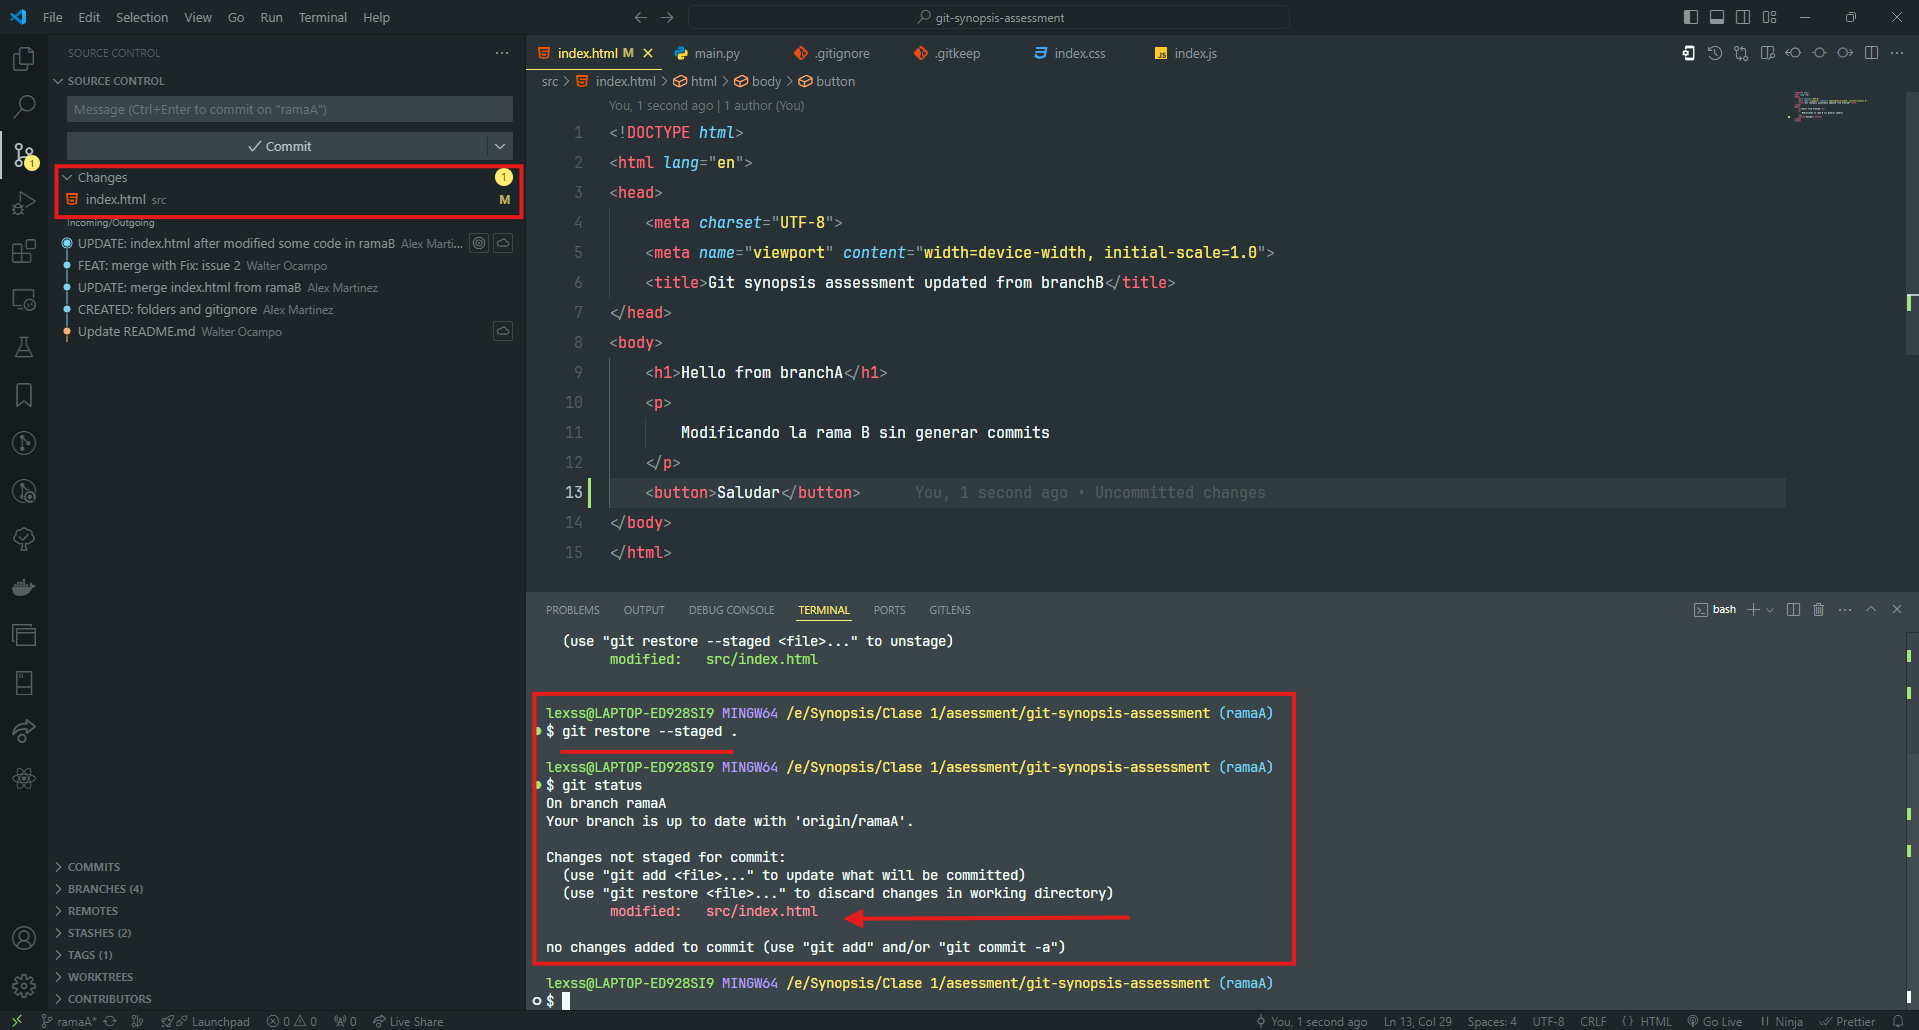 File Edit Selection View Go Run Terminal Help
git-synopsis-assessment
SOURCE CONTROL
SOURCE CONTROL
Message (Ctrl+Enter to commit on "ramaA")
Commit
Changes 1
index.html src M
Incoming/Outgoing
UPDATE: index.html after modified some code in ramaB Alex Marti...
FEAT: merge with Fix: issue 2 Walter Ocampo
UPDATE: merge index.html from ramaB Alex Martinez
CREATED: folders and gitignore Alex Martinez
Update README.md Walter Ocampo
COMMITS
BRANCHES (4)
REMOTES
STASHES (2)
TAGS (1)
WORKTREES
CONTRIBUTORS
1
index.html M main.py .gitignore .gitkeep index.css index.js
src > index.html > html > body > button
You, 1 second ago | 1 author (You)
1 <!DOCTYPE html>
2 <html lang="en">
3 <head>
4 <meta charset="UTF-8">
5 <meta name="viewport" content="width=device-width, initial-scale=1.0">
6 <title>Git synopsis assessment updated from branchB</title>
7 </head>
8 <body>
9 <h1>Hello from branchA</h1>
10 <p>
11 Modificando la rama B sin generar commits
12 </p>
13 <button>Saludar</button> You, 1 second ago • Uncommitted changes
14 </body>
15 </html>
PROBLEMS OUTPUT DEBUG CONSOLE TERMINAL PORTS GITLENS
bash
(use "git restore --staged <file>..." to unstage)
modified: src/index.html
lexss@LAPTOP-ED928SI9 MINGW64 /e/Synopsis/Clase 1/asessment/git-synopsis-assessment (ramaA)
$ git restore --staged .
lexss@LAPTOP-ED928SI9 MINGW64 /e/Synopsis/Clase 1/asessment/git-synopsis-assessment (ramaA)
$ git status
On branch ramaA
Your branch is up to date with 'origin/ramaA'.
Changes not staged for commit:
(use "git add <file>..." to update what will be committed)
(use "git restore <file>..." to discard changes in working directory)
modified: src/index.html
no changes added to commit (use "git add" and/or "git commit -a")
lexss@LAPTOP-ED928SI9 MINGW64 /e/Synopsis/Clase 1/asessment/git-synopsis-assessment (ramaA)
$
ramaA* Launchpad 0 0 0 Live Share You, 1 second ago Ln 13, Col 29 Spaces: 4 UTF-8 CRLF {} HTML Go Live Ninja Prettier